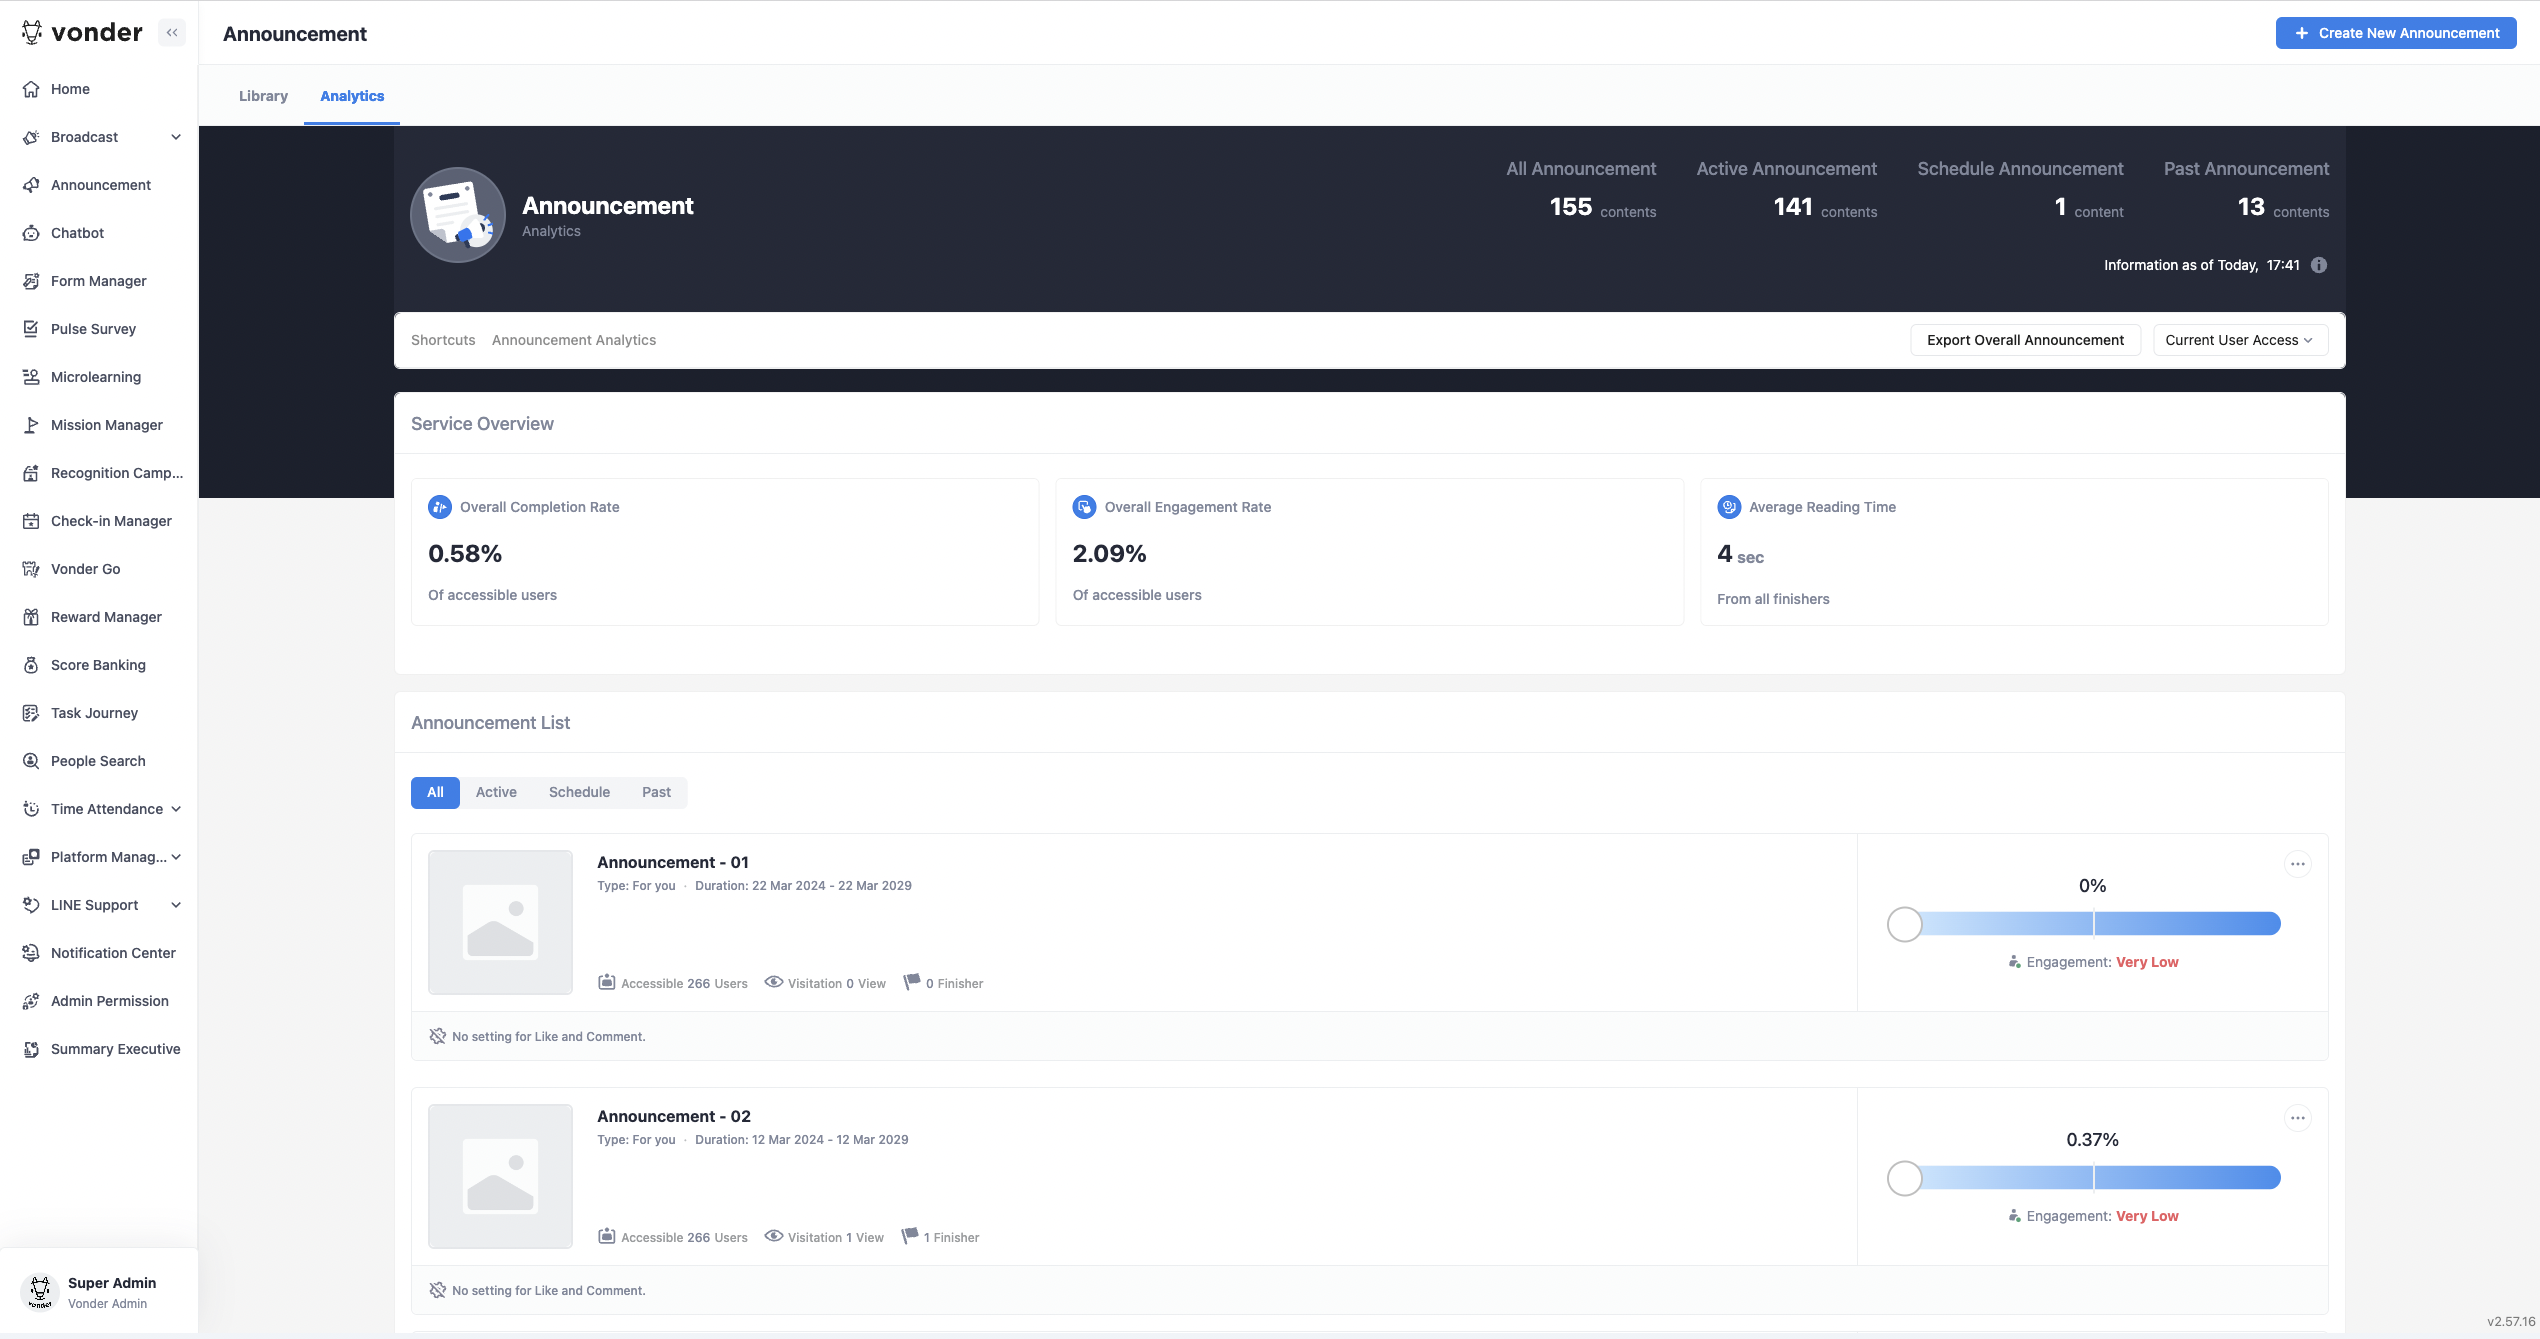 vonder
Home
Broadcast
Announcement
Chatbot
Form Manager
Pulse Survey
Microlearning
Mission Manager
Recognition Camp...
Check-in Manager
Vonder Go
Reward Manager
Score Banking
Task Journey
People Search
Time Attendance
Platform Manag...
LINE Support
Notification Center
Admin Permission
Summary Executive
vonder
Super Admin
Vonder Admin
Announcement
+ Create New Announcement
Library Analytics
Announcement
Analytics
All Announcement
155 contents
Active Announcement
141 contents
Schedule Announcement
1 content
Past Announcement
13 contents
Information as of Today, 17:41
Shortcuts Announcement Analytics
Export Overall Announcement
Current User Access
Service Overview
Overall Completion Rate
0.58%
Of accessible users
Overall Engagement Rate
2.09%
Of accessible users
Average Reading Time
4 sec
From all finishers
Announcement List
All Active Schedule Past
Announcement - 01
Type: For you · Duration: 22 Mar 2024 - 22 Mar 2029
Accessible 266 Users Visitation 0 View 0 Finisher
0%
Engagement: Very Low
No setting for Like and Comment.
Announcement - 02
Type: For you · Duration: 12 Mar 2024 - 12 Mar 2029
Accessible 266 Users Visitation 1 View 1 Finisher
0.37%
Engagement: Very Low
No setting for Like and Comment.
v2.57.16